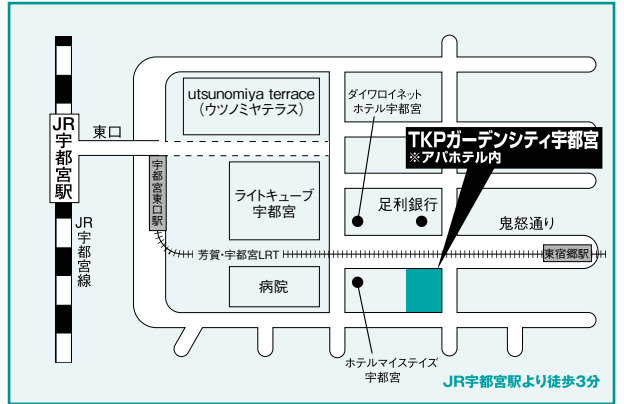 utsunomiya terrace
（ウツノミヤテラス）
ダイワロイネット
ホテル宇都宮
JR宇都宮駅
東口
TKPガーデンシティ宇都宮
※アパホテル内
宇都宮東口駅
ライトキューブ
宇都宮
足利銀行
鬼怒通り
JR宇都宮線
芳賀・宇都宮LRT
東宿郷駅
病院
ホテルマイステイズ
宇都宮
JR宇都宮駅より徒歩3分